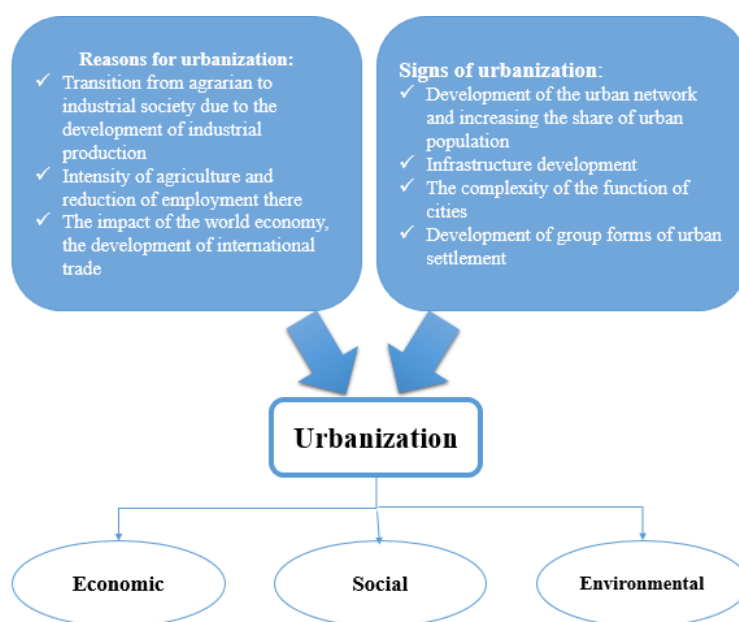 Reasons for urbanization:
✓ Transition from agrarian to
industrial society due to the
development of industrial
production
✓ Intensity of agriculture and
reduction of employment there
✓ The impact of the world economy,
the development of international
trade
Signs of urbanization:
✓ Development of the urban network
and increasing the share of urban
population
✓ Infrastructure development
✓ The complexity of the function of
cities
✓ Development of group forms of urban
settlement
Urbanization
Economic
Social
Environmental